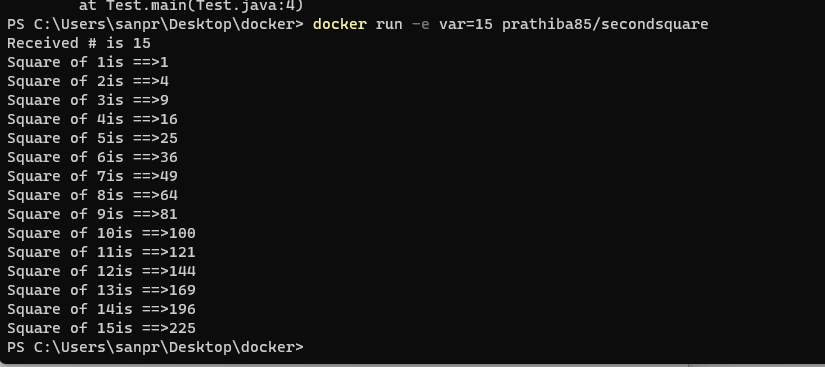 at Test.main(Test.java:4)
PS C:\Users\sanpr\Desktop\docker> docker run -e var=15 prathiba85/secondsquare
Received # is 15
Square of 1is ==>1
Square of 2is ==>4
Square of 3is ==>9
Square of 4is ==>16
Square of 5is ==>25
Square of 6is ==>36
Square of 7is ==>49
Square of 8is ==>64
Square of 9is ==>81
Square of 10is ==>100
Square of 11is ==>121
Square of 12is ==>144
Square of 13is ==>169
Square of 14is ==>196
Square of 15is ==>225
PS C:\Users\sanpr\Desktop\docker>